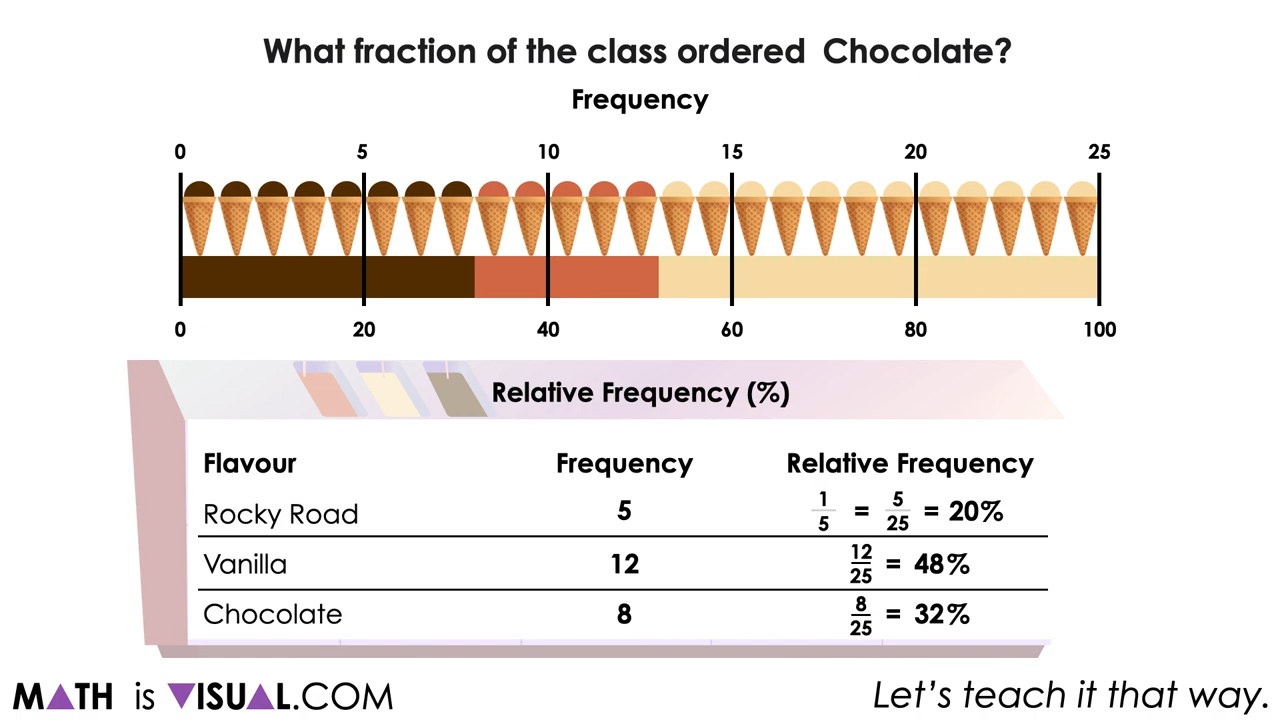 What fraction of the class ordered Chocolate?
Frequency
0 5 10 15 20 25
0 20 40 60 80 100
Relative Frequency (%)
Flavour Frequency Relative Frequency
Rocky Road 5 1/5 = 5/25 = 20%
Vanilla 12 12/25 = 48%
Chocolate 8 8/25 = 32%
MATH is VISUAL.COM Let's teach it that way.